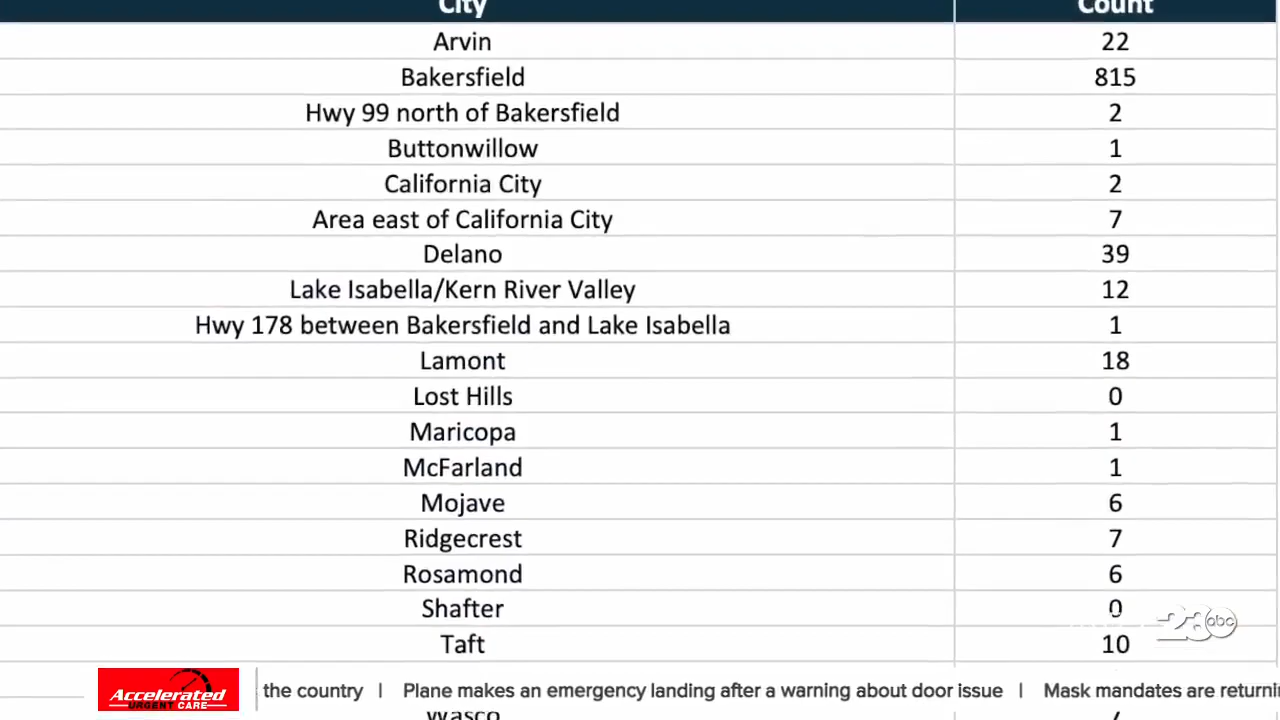 City Count
Arvin 22
Bakersfield 815
Hwy 99 north of Bakersfield 2
Buttonwillow 1
California City 2
Area east of California City 7
Delano 39
Lake Isabella/Kern River Valley 12
Hwy 178 between Bakersfield and Lake Isabella 1
Lamont 18
Lost Hills 0
Maricopa 1
McFarland 1
Mojave 6
Ridgecrest 7
Rosamond 6
Shafter 0
23 abc
Taft 10
Accelerated
URGENT CARE
the country | Plane makes an emergency landing after a warning about door issue | Mask mandates are returni
Wasco